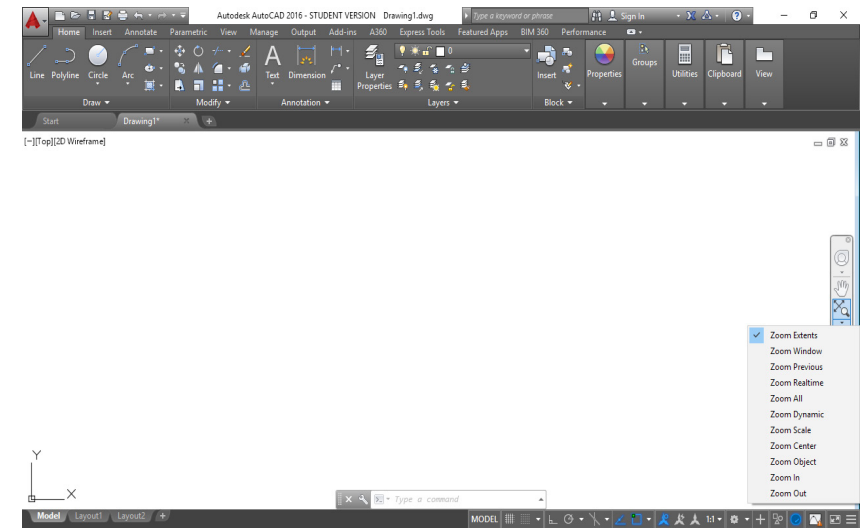 Autodesk AutoCAD 2016 - STUDENT VERSION Drawing1.dwg Type a keyword or phrase Sign In
Home Insert Annotate Parametric View Manage Output Add-ins A360 Express Tools Featured Apps BIM 360 Performance
0
Line Polyline Circle Arc Text Dimension Layer Properties Insert Properties Groups Utilities Clipboard View
Draw Modify Annotation Layers Block
Start Drawing1*
[−][Top][2D Wireframe]
Zoom Extents
Zoom Window
Zoom Previous
Zoom Realtime
Zoom All
Zoom Dynamic
Zoom Scale
Zoom Center
Zoom Object
Zoom In
Zoom Out
Y
X
Type a command
Model Layout1 Layout2 +
MODEL 1:1